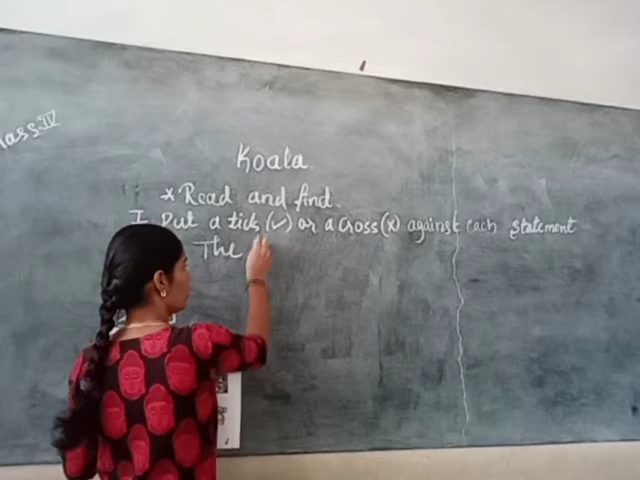 Class IV
Koala.
* Read and find.
I Put a tick (✓) or a cross (x) against each statement
The